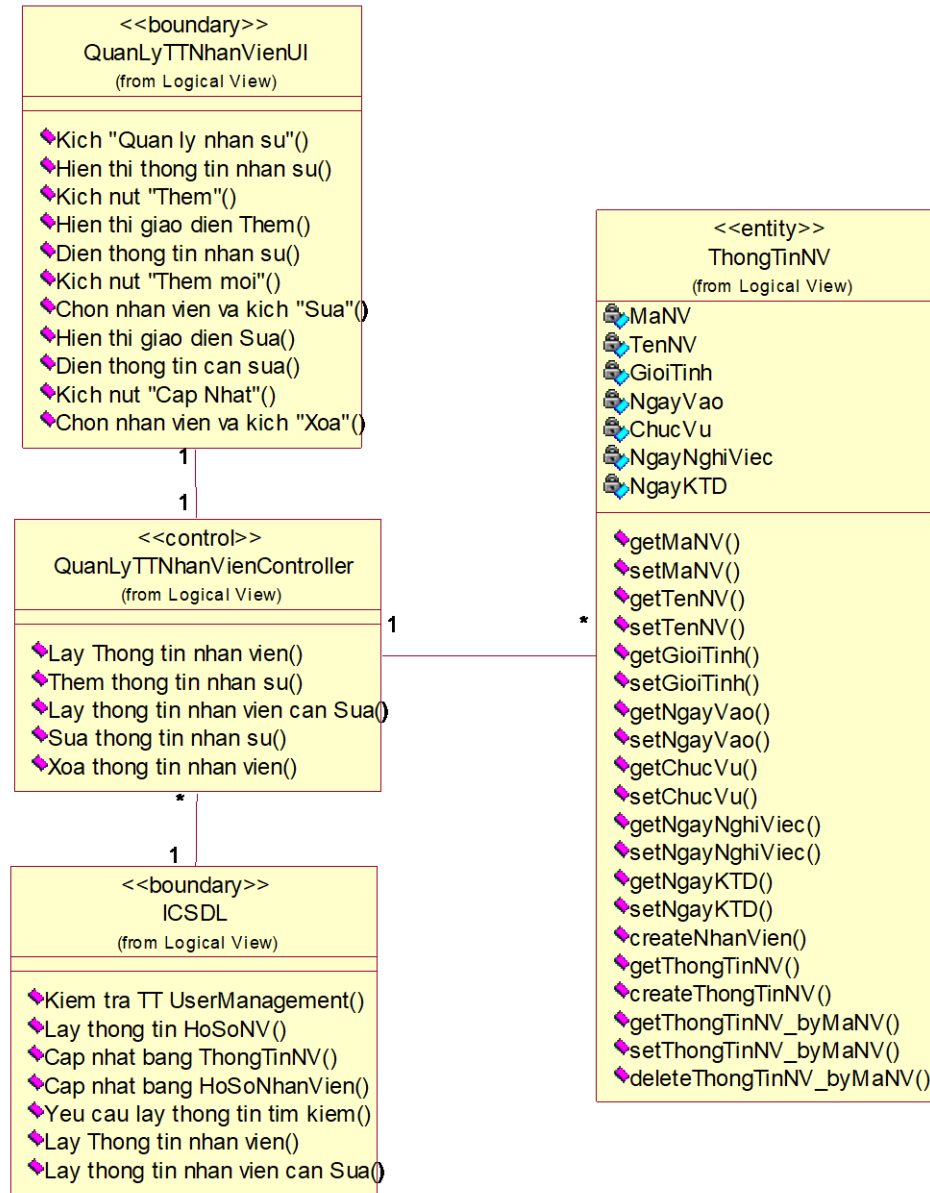 <<boundary>>
QuanLyTTNhanVienUI
(from Logical View)
Kich "Quan ly nhan su"()
Hien thi thong tin nhan su()
Kich nut "Them"()
Hien thi giao dien Them()
Dien thong tin nhan su()
Kich nut "Them moi"()
Chon nhan vien va kich "Sua"()
Hien thi giao dien Sua()
Dien thong tin can sua()
Kich nut "Cap Nhat"()
Chon nhan vien va kich "Xoa"()
1
1
<<control>>
QuanLyTTNhanVienController
(from Logical View)
Lay Thong tin nhan vien()
Them thong tin nhan su()
Lay thong tin nhan vien can Sua()
Sua thong tin nhan su()
Xoa thong tin nhan vien()
1
*
*
1
<<boundary>>
ICSDL
(from Logical View)
Kiem tra TT UserManagement()
Lay thong tin HoSoNV()
Cap nhat bang ThongTinNV()
Cap nhat bang HoSoNhanVien()
Yeu cau lay thong tin tim kiem()
Lay Thong tin nhan vien()
Lay thong tin nhan vien can Sua()
<<entity>>
ThongTinNV
(from Logical View)
MaNV
TenNV
GioiTinh
NgayVao
ChucVu
NgayNghiViec
NgayKTD
getMaNV()
setMaNV()
getTenNV()
setTenNV()
getGioiTinh()
setGioiTinh()
getNgayVao()
setNgayVao()
getChucVu()
setChucVu()
getNgayNghiViec()
setNgayNghiViec()
getNgayKTD()
setNgayKTD()
createNhanVien()
getThongTinNV()
createThongTinNV()
getThongTinNV_byMaNV()
setThongTinNV_byMaNV()
deleteThongTinNV_byMaNV()